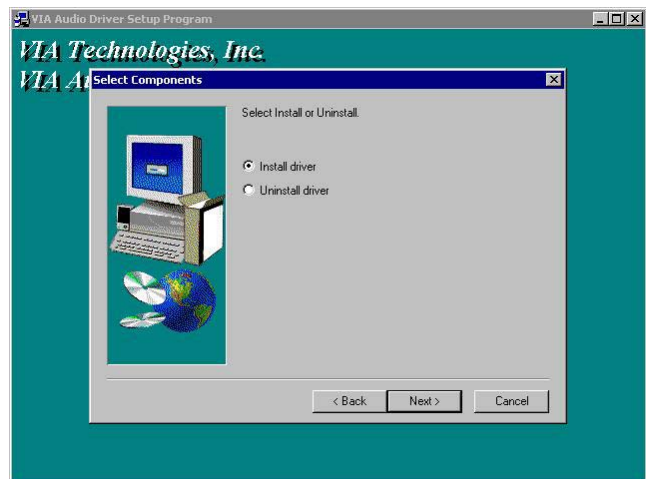 VIA Audio Driver Setup Program
VIA Technologies, Inc.
VIA
Select Components
Select Install or Uninstall.
Install driver
Uninstall driver
< Back
Next >
Cancel